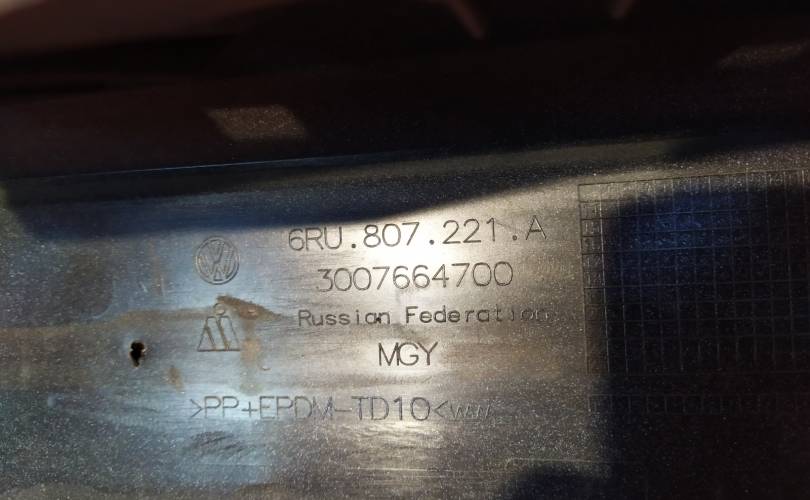 6RU.807.221.A
3007664700
Russian Federation
MGY
>PP+EPDM-TD10<